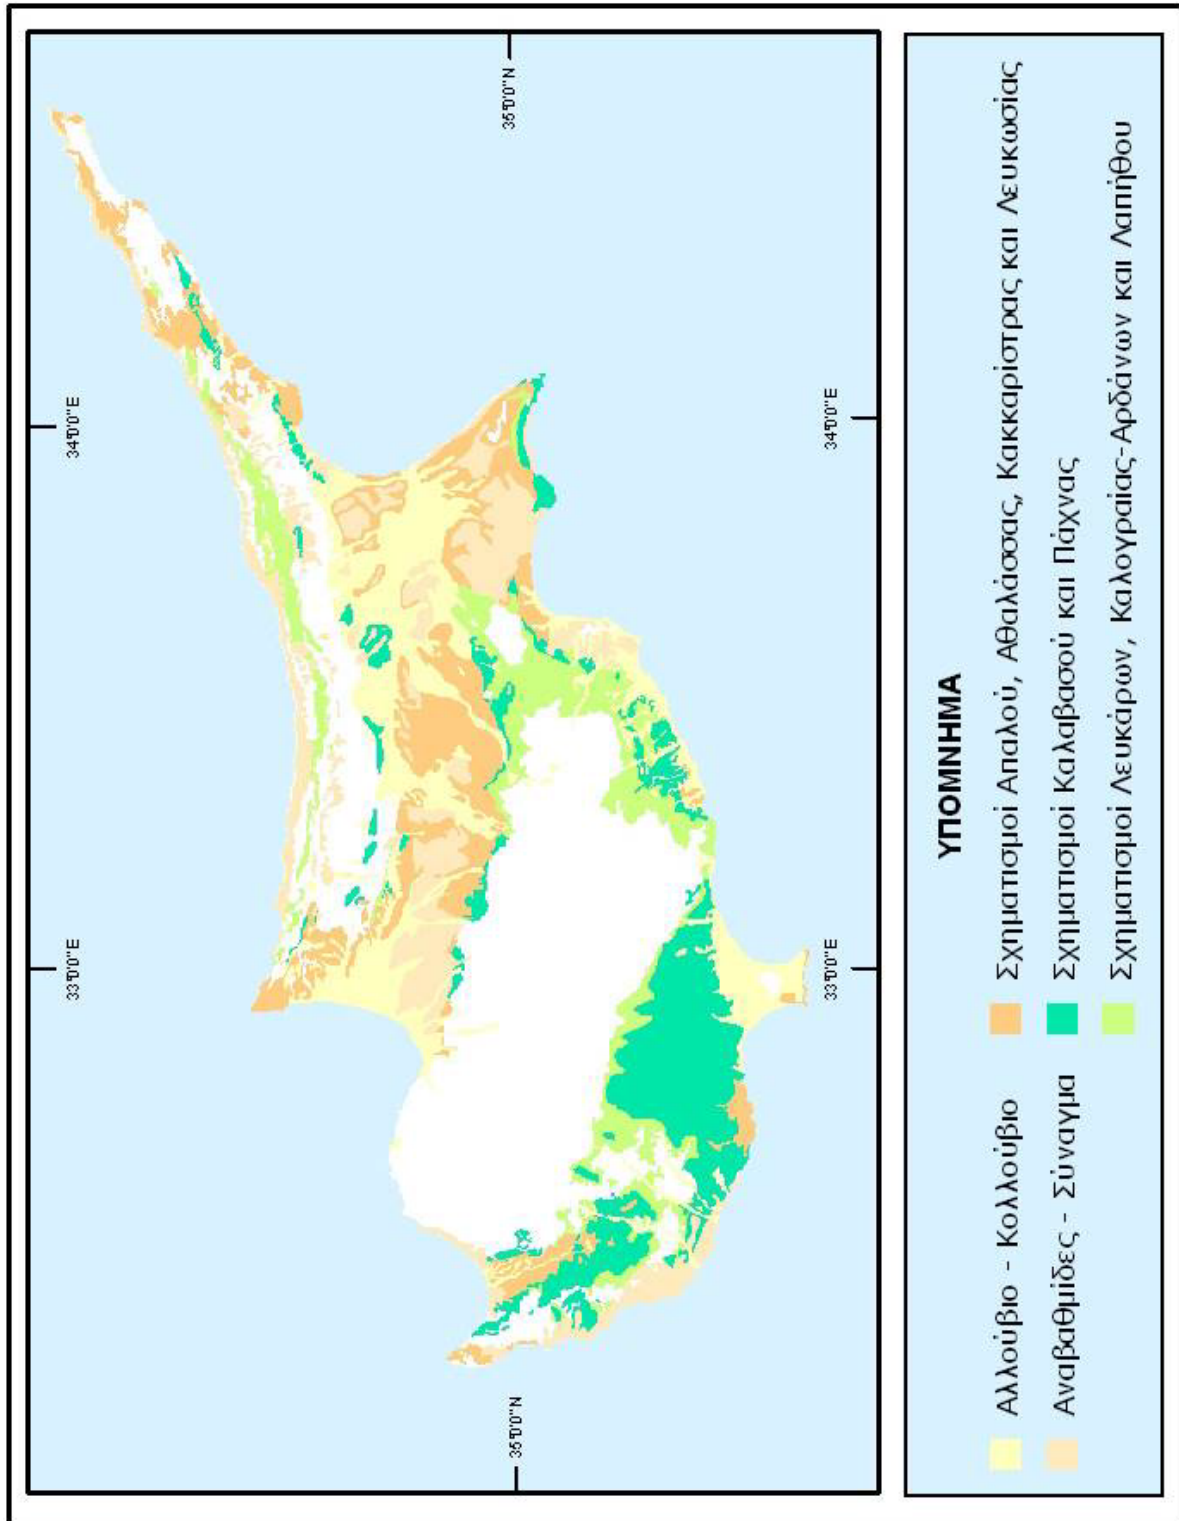 34°0'0"E
33°0'0"E
35°0'0"N
35°0'0"N
34°0'0"E
33°0'0"E
ΥΠΟΜΝΗΜΑ
Αλλούβιο - Κολλούβιο
Αναβαθμίδες - Σύναγμα
Σχηματισμοί Απαλού, Αθαλάσσας, Κακκαρίστρας και Λευκωσίας
Σχηματισμοί Καλαβασού και Πάχνας
Σχηματισμοί Λευκάρων, Καλογραίας-Αρδάνων και Λαπήθου